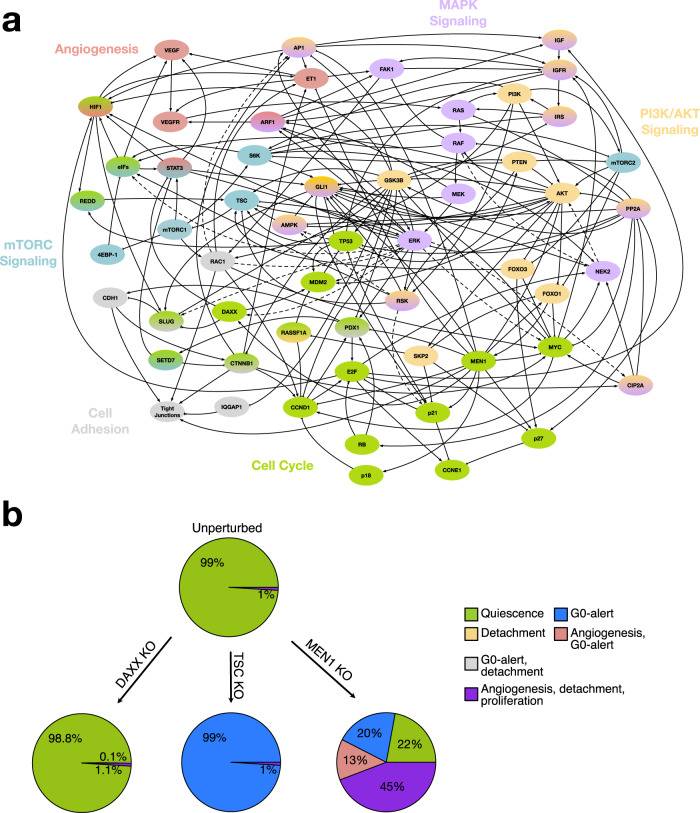 a
MAPK
Signaling
Angiogenesis
VEGF
AP1
IGF
ET1
FAK1
IGFR
HIF1
PI3K
VEGFR
ARF1
RAS
IRS
PI3K/AKT
Signaling
RAF
S6K
eIFs
STAT3
PTEN
mTORC2
GSK3B
GLI1
MEK
AKT
REDD
TSC
PP2A
AMPK
mTORC1
mTORC
Signaling
4EBP-1
TP53
ERK
RAC1
FOXO3
NEK2
MDM2
CDH1
RSK
FOXO1
SLUG
DAXX
PDX1
RASSF1A
MYC
SETD7
CTNNB1
SKP2
MEN1
E2F
CIP2A
Tight
Junctions
IQGAP1
CCND1
p21
Cell
Adhesion
RB
p27
Cell Cycle
p18
CCNE1
b
Unperturbed
99%
1%
DAXX KO
TSC KO
MEN1 KO
Quiescence
G0-alert
Detachment
Angiogenesis,
G0-alert
G0-alert,
detachment
Angiogenesis, detachment,
proliferation
98.8%
0.1%
1.1%
99%
1%
20%
22%
13%
45%